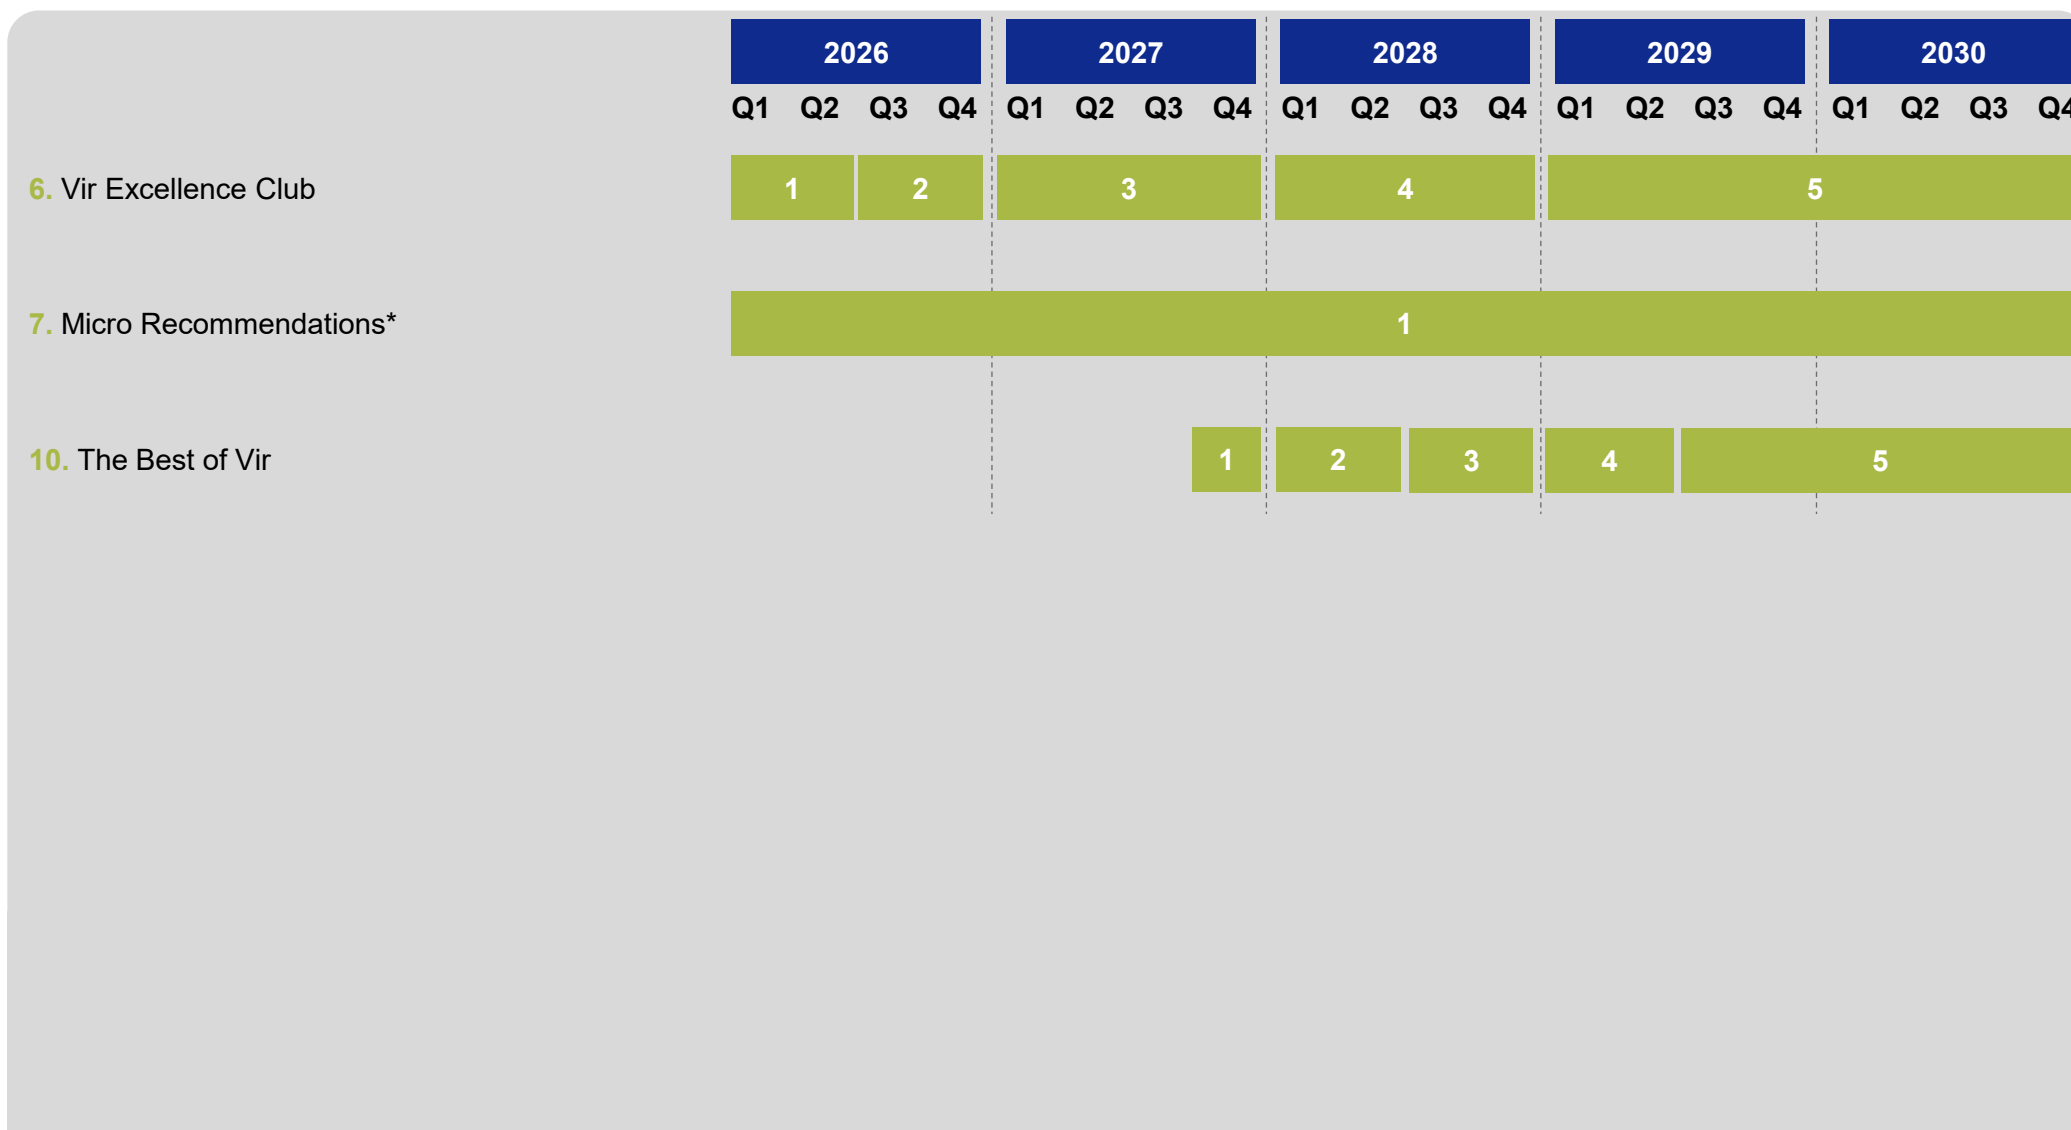 2026 2027 2028 2029 2030
Q1 Q2 Q3 Q4 Q1 Q2 Q3 Q4 Q1 Q2 Q3 Q4 Q1 Q2 Q3 Q4 Q1 Q2 Q3 Q4
6. Vir Excellence Club 1 2 3 4 5
7. Micro Recommendations* 1
10. The Best of Vir 1 2 3 4 5